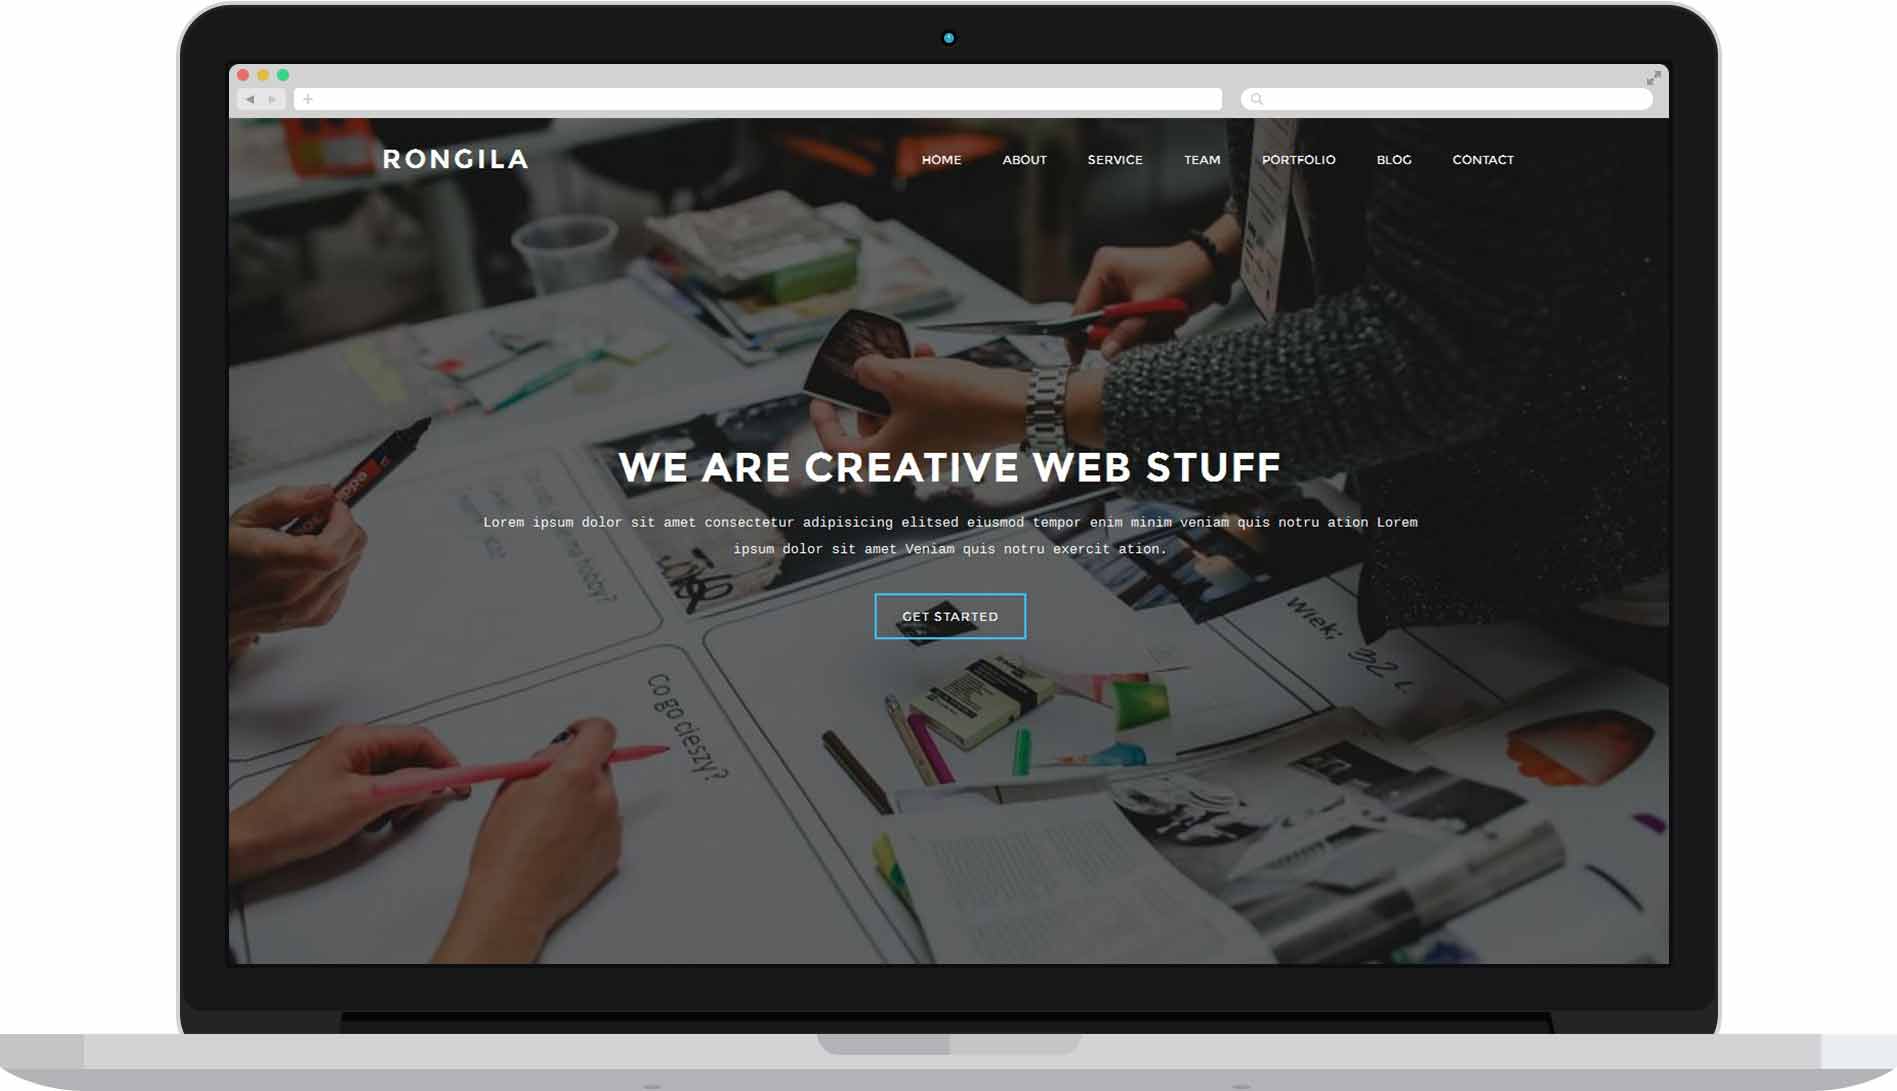 RONGILA
HOME ABOUT SERVICE TEAM PORTFOLIO BLOG CONTACT
WE ARE CREATIVE WEB STUFF
Lorem ipsum dolor sit amet consectetur adipisicing elitsed eiusmod tempor enim minim veniam quis notru ation Lorem
ipsum dolor sit amet Veniam quis notru exercit ation.
GET STARTED
Wiek:
32 L.
Co go cieszy?